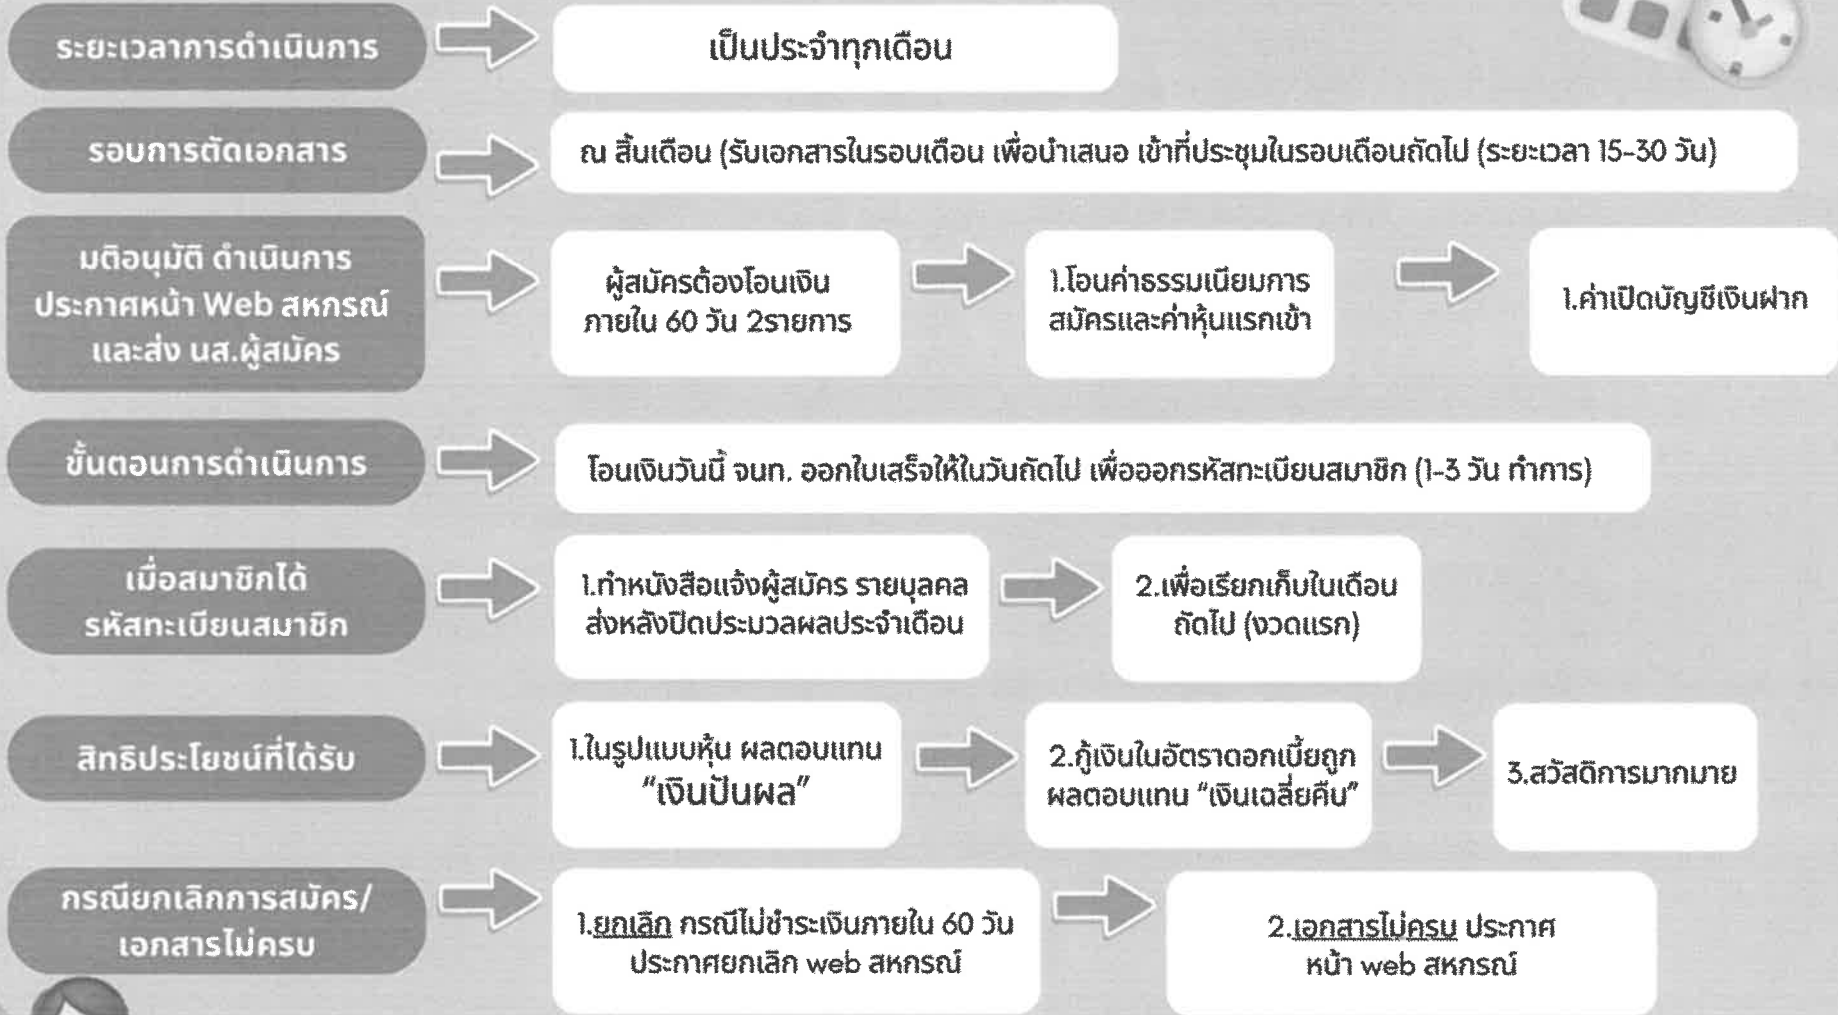 ระยะเวลาการดำเนินการ
เป็นประจำทุกเดือน
รอบการตัดเอกสาร
ณ สิ้นเดือน (รับเอกสารในรอบเดือน เพื่อนำเสนอ เข้าที่ประชุมในรอบเดือนถัดไป (ระยะเวลา 15-30 วัน)
มติอนุมัติ ดำเนินการ
ประกาศหน้า Web สหกรณ์
และส่ง นส.ผู้สมัคร
ผู้สมัครต้องโอนเงิน
ภายใน 60 วัน 2รายการ
1.โอนค่าธรรมเนียมการ
สมัครและค่าหุ้นแรกเข้า
1.ค่าเปิดบัญชีเงินฝาก
ขั้นตอนการดำเนินการ
โอนเงินวันนี้ จนท. ออกใบเสร็จให้ในวันถัดไป เพื่อออกรหัสทะเบียนสมาชิก (1-3 วัน ทำการ)
เมื่อสมาชิกได้
รหัสทะเบียนสมาชิก
1.ทำหนังสือแจ้งผู้สมัคร รายบุลคล
ส่งหลังปิดประมวลผลประจำเดือน
2.เพื่อเรียกเก็บในเดือน
ถัดไป (งวดแรก)
สิทธิประโยชน์ที่ได้รับ
1.ในรูปแบบหุ้น ผลตอบแทน
"เงินปันผล"
2.กู้เงินในอัตราดอกเบี้ยถูก
ผลตอบแทน "เงินเฉลี่ยคืน"
3.สวัสดิการมากมาย
กรณียกเลิกการสมัคร/
เอกสารไม่ครบ
1.ยกเลิก กรณีไม่ชำระเงินภายใน 60 วัน
ประกาศยกเลิก web สหกรณ์
2.เอกสารไม่ครบ ประกาศ
หน้า web สหกรณ์